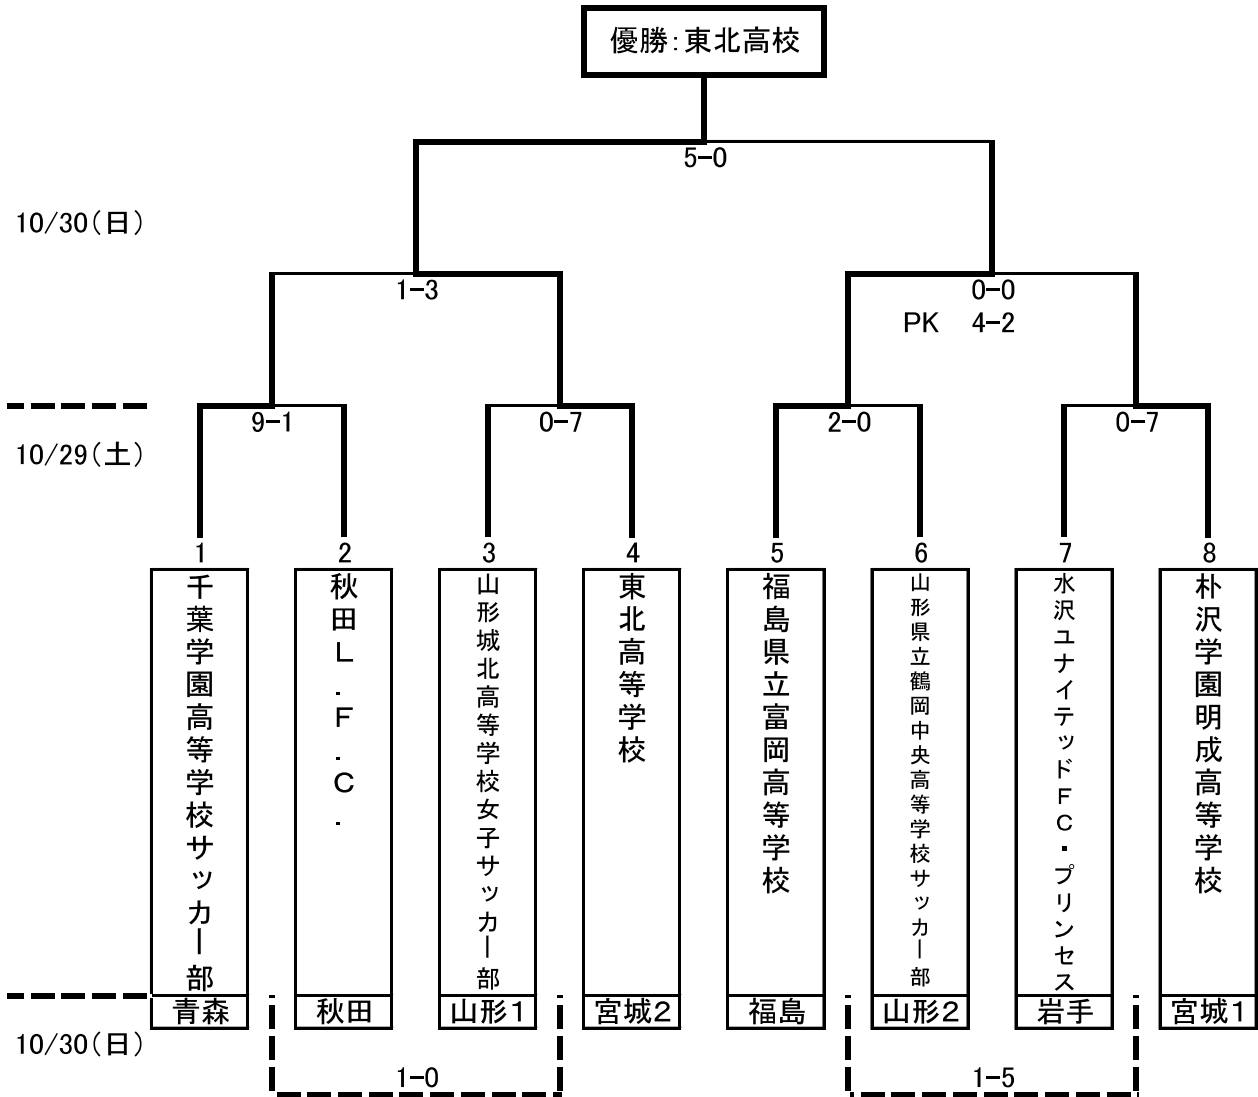 優勝：東北高校
5-0
10/30（日）
1-3
0-0
PK 4-2
9-1
0-7
2-0
0-7
10/29（土）
1
2
3
4
5
6
7
8
千葉学園高等学校サッカー部
秋田Ｌ．Ｆ．Ｃ．
山形城北高等学校女子サッカー部
東北高等学校
福島県立富岡高等学校
山形県立鶴岡中央高等学校サッカー部
水沢ユナイテッドＦＣ・プリンセス
朴沢学園明成高等学校
青森
秋田
山形1
宮城2
福島
山形2
岩手
宮城1
10/30（日）
1-0
1-5